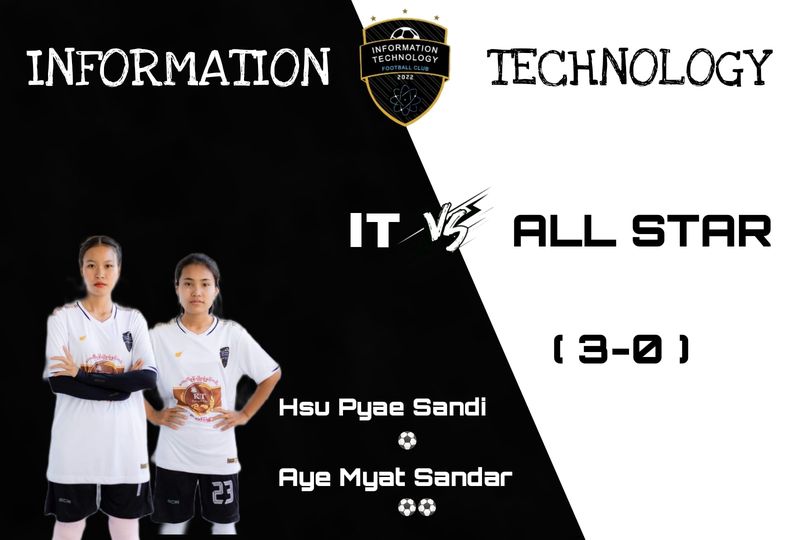 INFORMATION
INFORMATION
TECHNOLOGY
FOOTBALL CLUB
2022
TECHNOLOGY
IT VS ALL STAR
( 3-0 )
Hsu Pyae Sandi
Aye Myat Sandar
KT
23